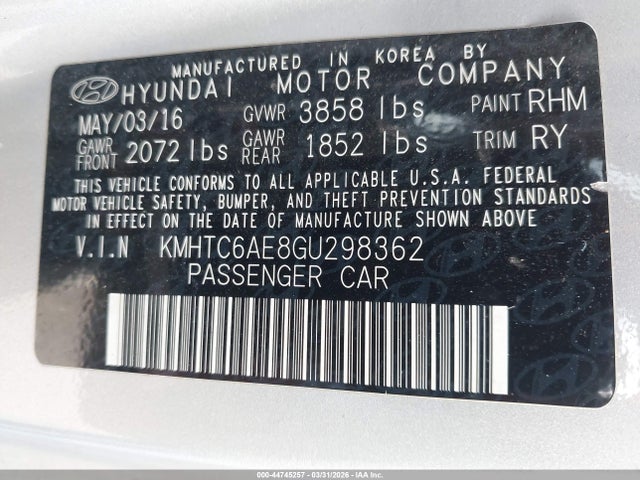 MANUFACTURED IN KOREA BY
HYUNDAI MOTOR COMPANY
MAY/03/16 GVWR 3858 lbs PAINT RHM
GAWR FRONT 2072 lbs GAWR REAR 1852 lbs TRIM RY
THIS VEHICLE CONFORMS TO ALL APPLICABLE U.S.A. FEDERAL
MOTOR VEHICLE SAFETY, BUMPER, AND THEFT PREVENTION STANDARDS
IN EFFECT ON THE DATE OF MANUFACTURE SHOWN ABOVE
V.I.N KMHTC6AE8GU298362
PASSENGER CAR
000-44745257 - 03/31/2026 - IAA, Inc.